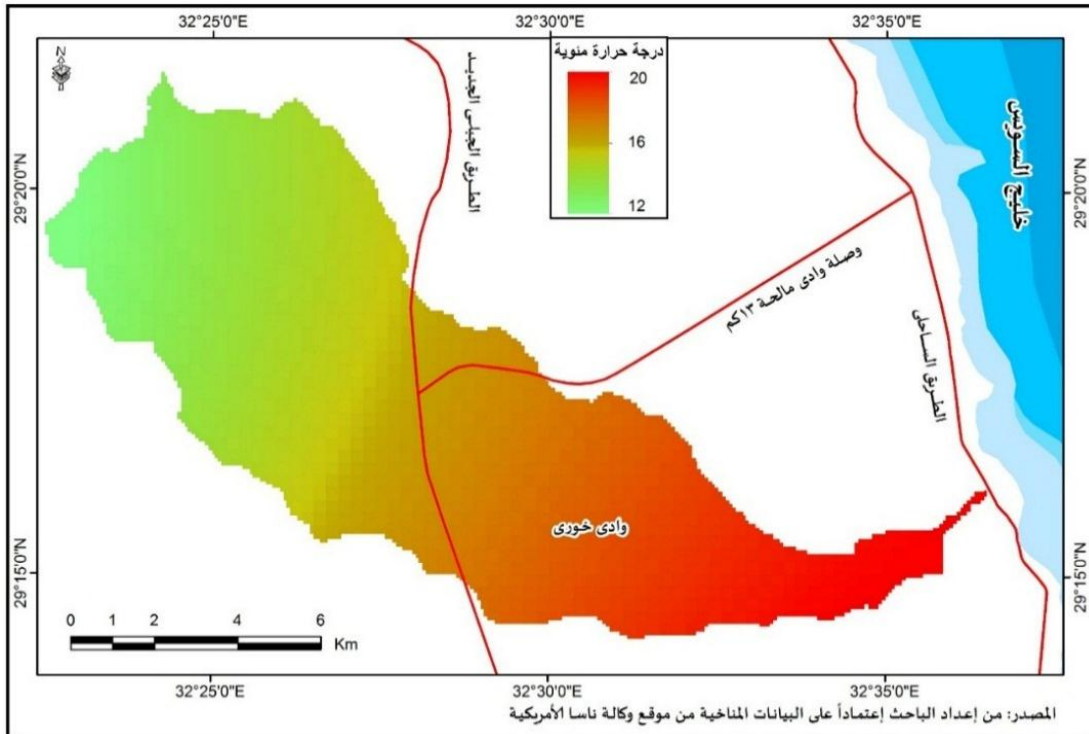 32°25'0"E
32°30'0"E
32°35'0"E
N
الطريق الجبلى الجديد
درجة حرارة مئوية
20
16
12
خليج السويس
29°20'0"N
29°20'0"N
وصلة وادى مالحة ١٣كم
الطريق الساحلى
وادى خورى
29°15'0"N
29°15'0"N
0 1 2 4 6
Km
32°25'0"E
32°30'0"E
32°35'0"E
المصدر: من إعداد الباحث إعتماداً على البيانات المناخية من موقع وكالة ناسا الأمريكية